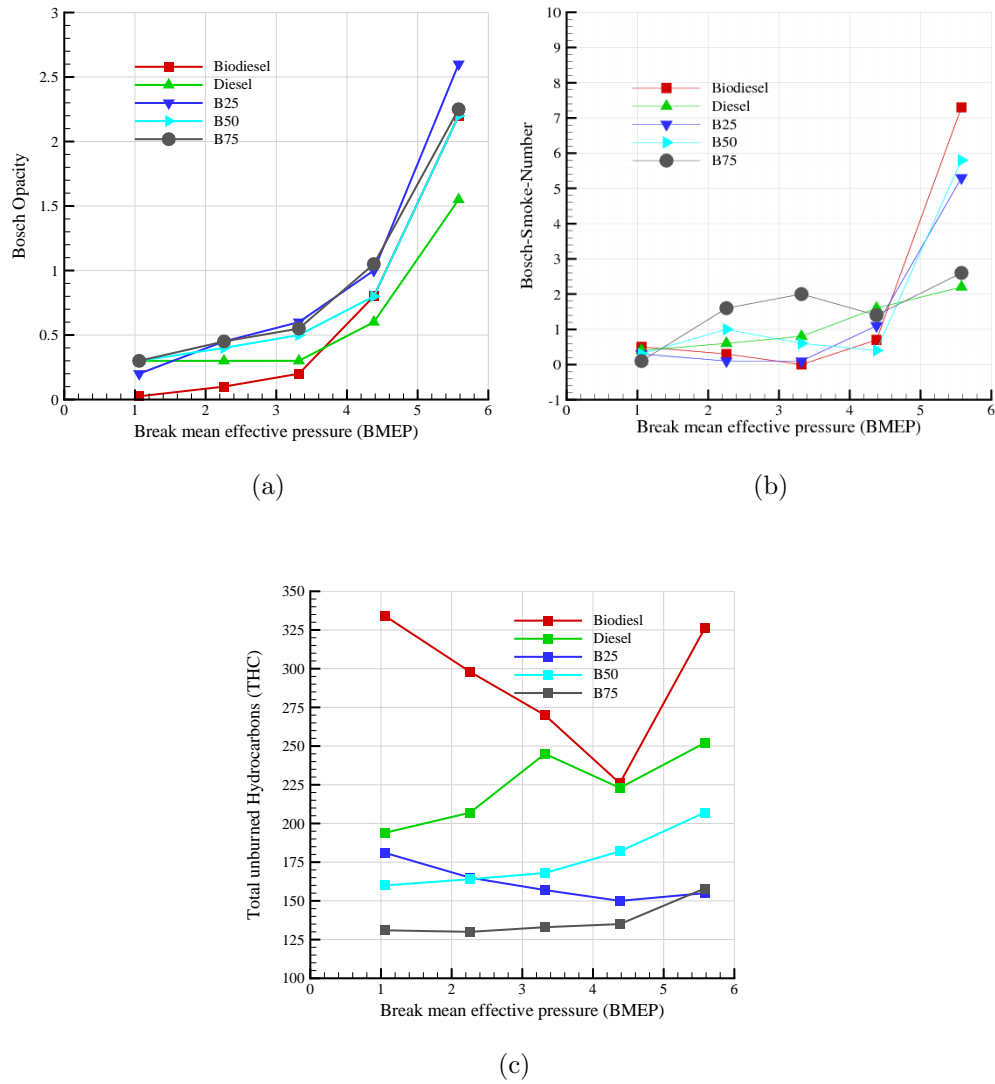 3
2.5
2
1.5
1
0.5
0
Bosch Opacity
Biodiesel
Diesel
B25
B50
B75
0 1 2 3 4 5 6
Break mean effective pressure (BMEP)
(a)
10
9
8
7
6
5
4
3
2
1
0
-1
Bosch-Smoke-Number
Biodiesel
Diesel
B25
B50
B75
0 1 2 3 4 5 6
Break mean effective pressure (BMEP)
(b)
350
325
300
275
250
225
200
175
150
125
100
Total unburned Hydrocarbons (THC)
Biodiesl
Diesel
B25
B50
B75
0 1 2 3 4 5 6
Break mean effective pressure (BMEP)
(c)